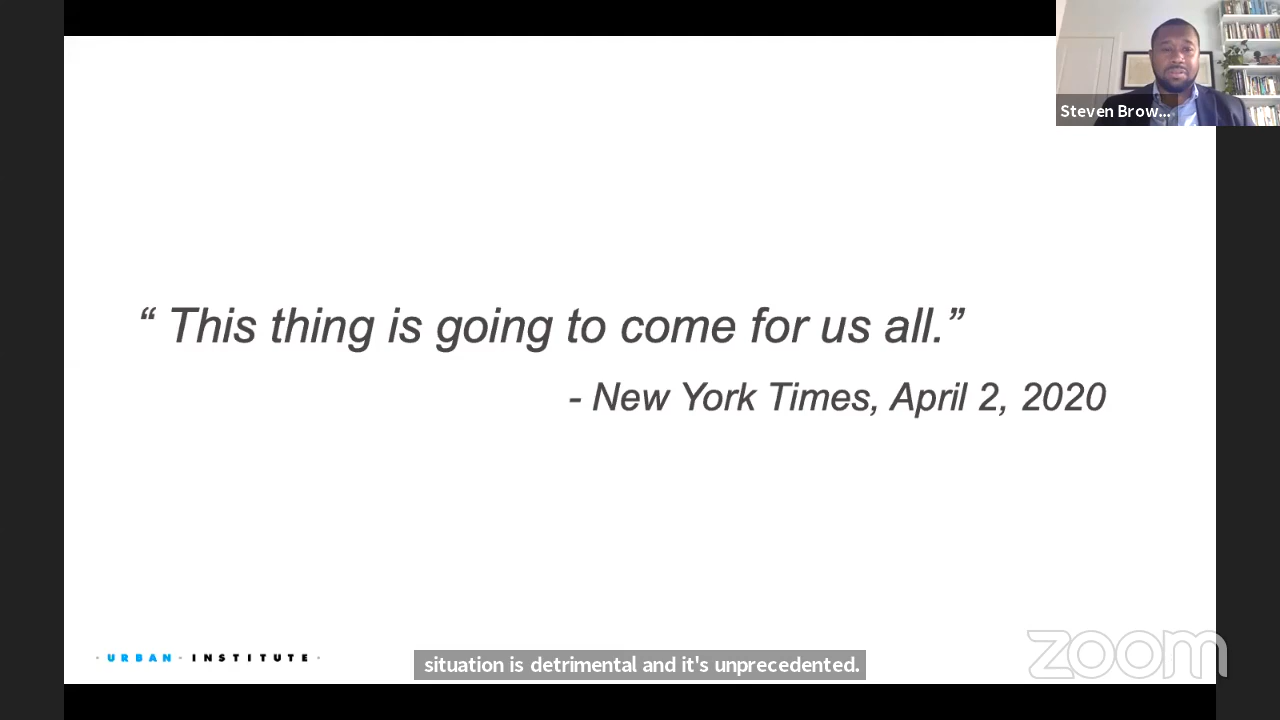 Steven Brow...
“ This thing is going to come for us all.”
- New York Times, April 2, 2020
· URBAN · INSTITUTE ·
situation is detrimental and it's unprecedented.
zoom